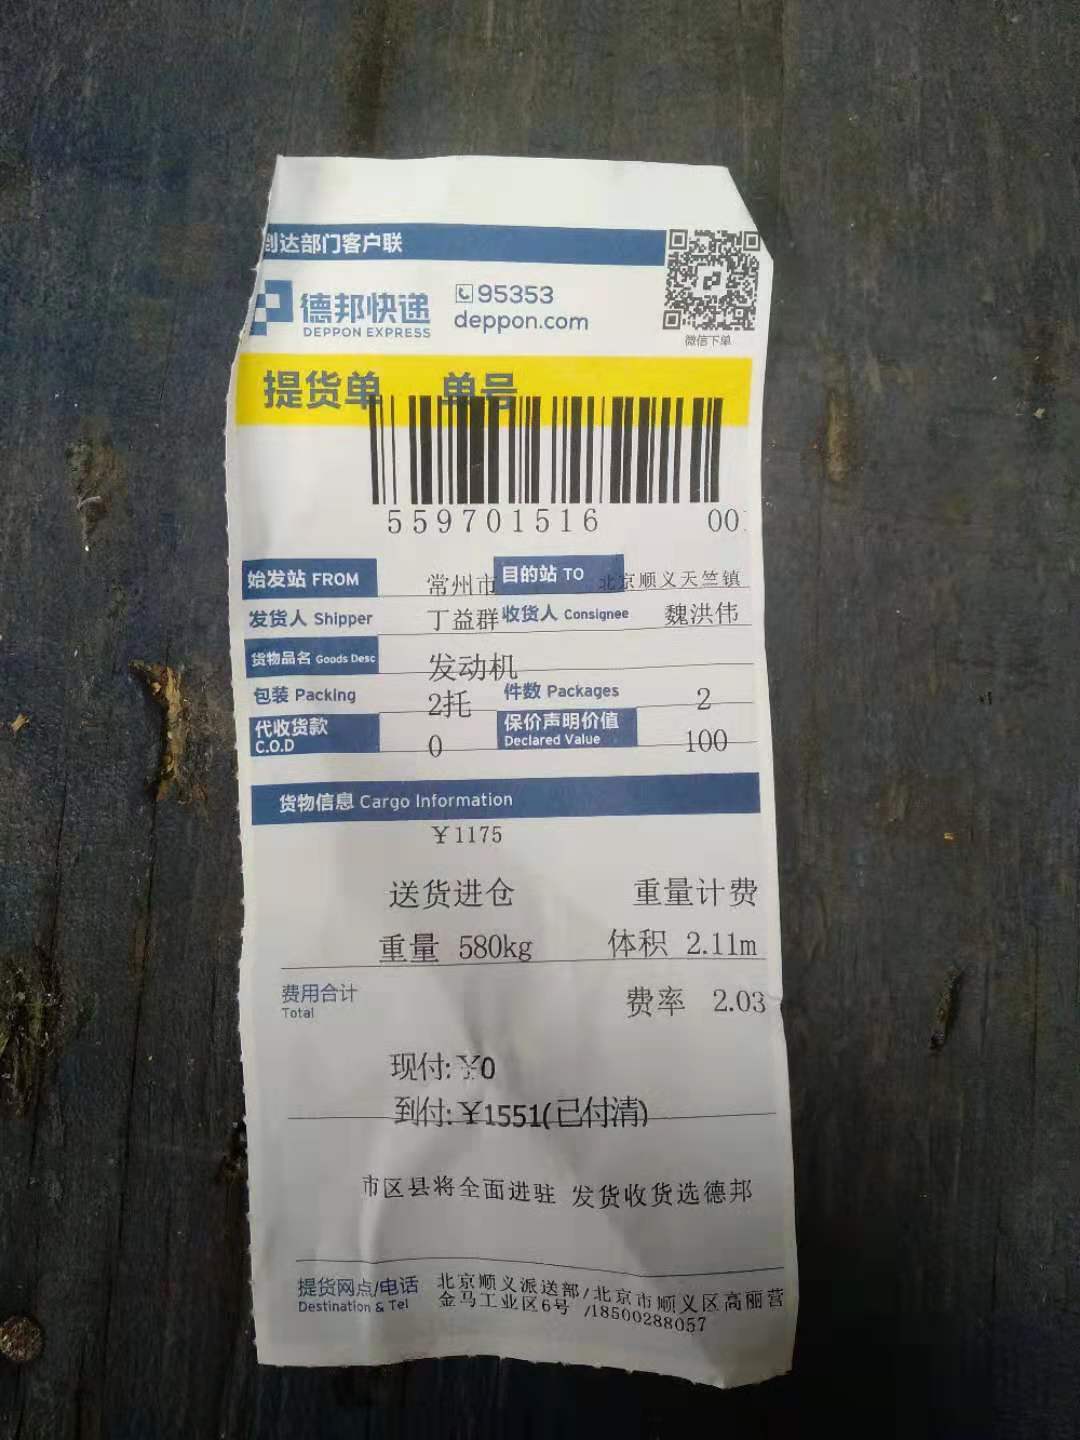 到达部门客户联
德邦快递
DEPPON EXPRESS
95353
deppon.com
微信下单
提货单 单号
559701516 00
始发站 FROM 常州市 目的站 TO 北京顺义天竺镇
发货人 Shipper 丁益群 收货人 Consignee 魏洪伟
货物品名 Goods Desc 发动机
包装 Packing 2托 件数 Packages 2
代收货款
C.O.D 0
保价声明价值
Declared Value 100
货物信息 Cargo Information
￥1175
送货进仓 重量计费
重量 580kg 体积 2.11m
费用合计
Total
费率 2.03
现付:￥0
到付:￥1551(已付清)
市区县将全面进驻 发货收货选德邦
提货网点/电话
Destination & Tel
北京顺义派送部/北京市顺义区高丽营
金马工业区6号 /18500288057